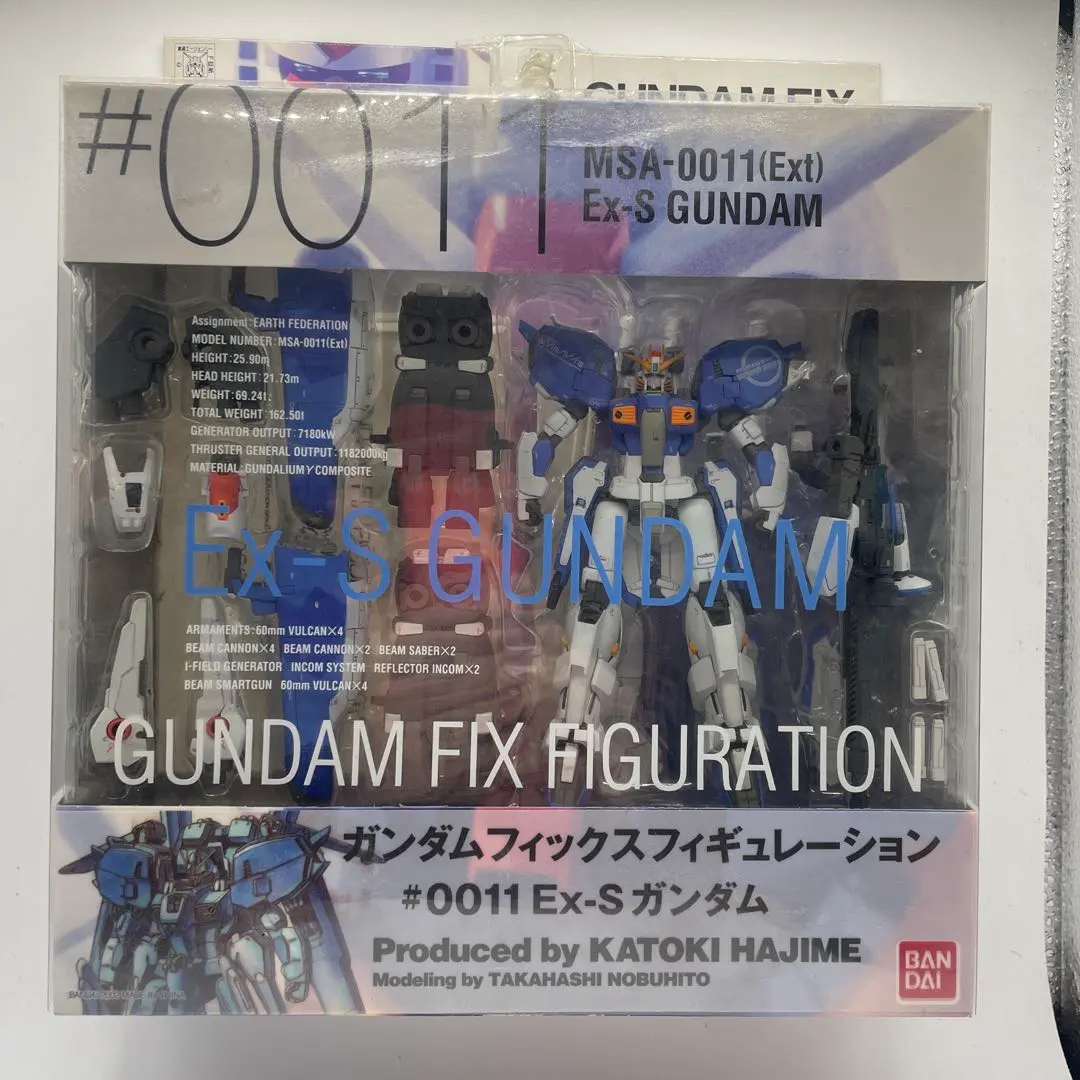 GUNDAM FIX
#0011
MSA-0011(Ext)
Ex-S GUNDAM
Assignment:EARTH FEDERATION
MODEL NUMBER:MSA-0011(Ext)
HEIGHT:25.90m
HEAD HEIGHT:21.73m
WEIGHT:69.24t
TOTAL WEIGHT:162.50t
GENERATOR OUTPUT:7180kW
THRUSTER GENERAL OUTPUT:1182000kg
MATERIAL:GUNDALIUMγCOMPOSITE
Ex-S GUNDAM
ARMAMENTS:60mm VULCAN×4
BEAM CANNON×4 BEAM CANNON×2 BEAM SABER×2
I-FIELD GENERATOR INCOM SYSTEM REFLECTOR INCOM×2
BEAM SMARTGUN 60mm VULCAN×4
GUNDAM FIX FIGURATION
ガンダムフィックスフィギュレーション
#0011 Ex-Sガンダム
Produced by KATOKI HAJIME
Modeling by TAKAHASHI NOBUHITO
BAN
DAI